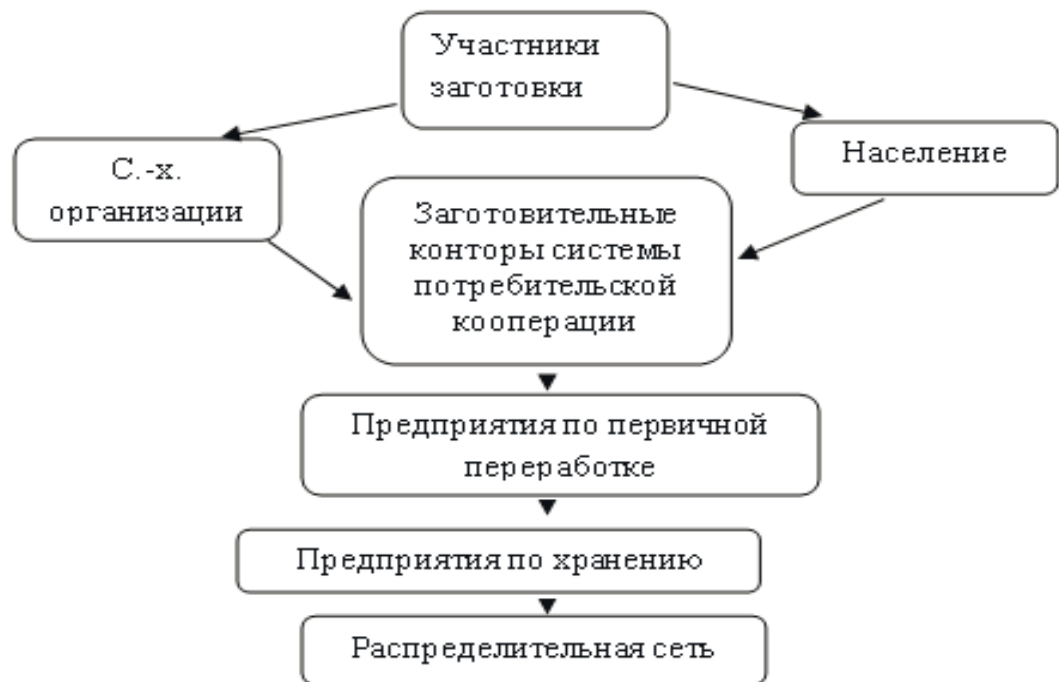 Участники
заготовки
С.-х.
организации
Население
Заготовительные
конторы системы
потребительской
кооперации
Предприятия по первичной
переработке
Предприятия по хранению
Распределительная сеть